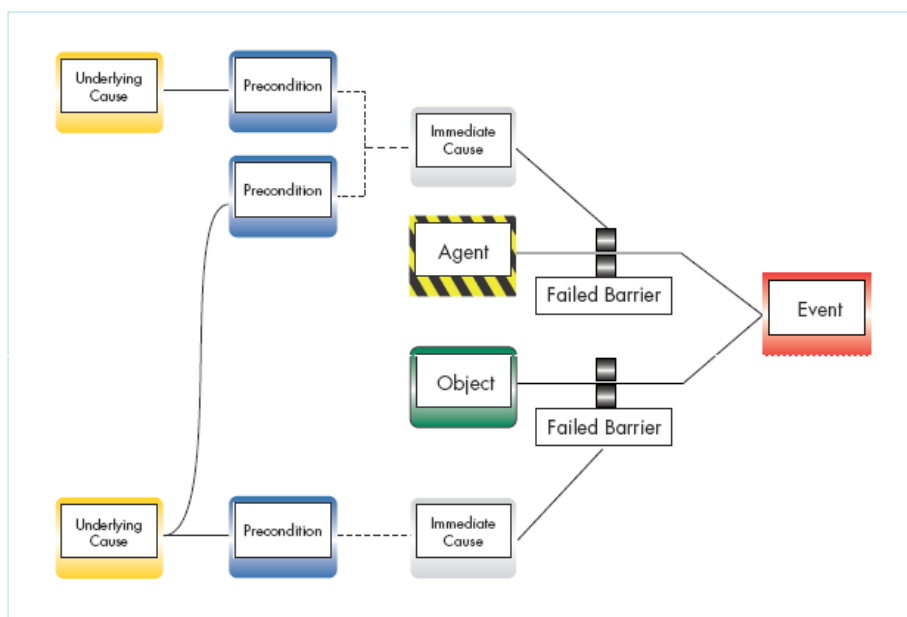 Underlying
Cause
Precondition
Immediate
Cause
Precondition
Agent
Failed Barrier
Event
Object
Failed Barrier
Underlying
Cause
Precondition
Immediate
Cause